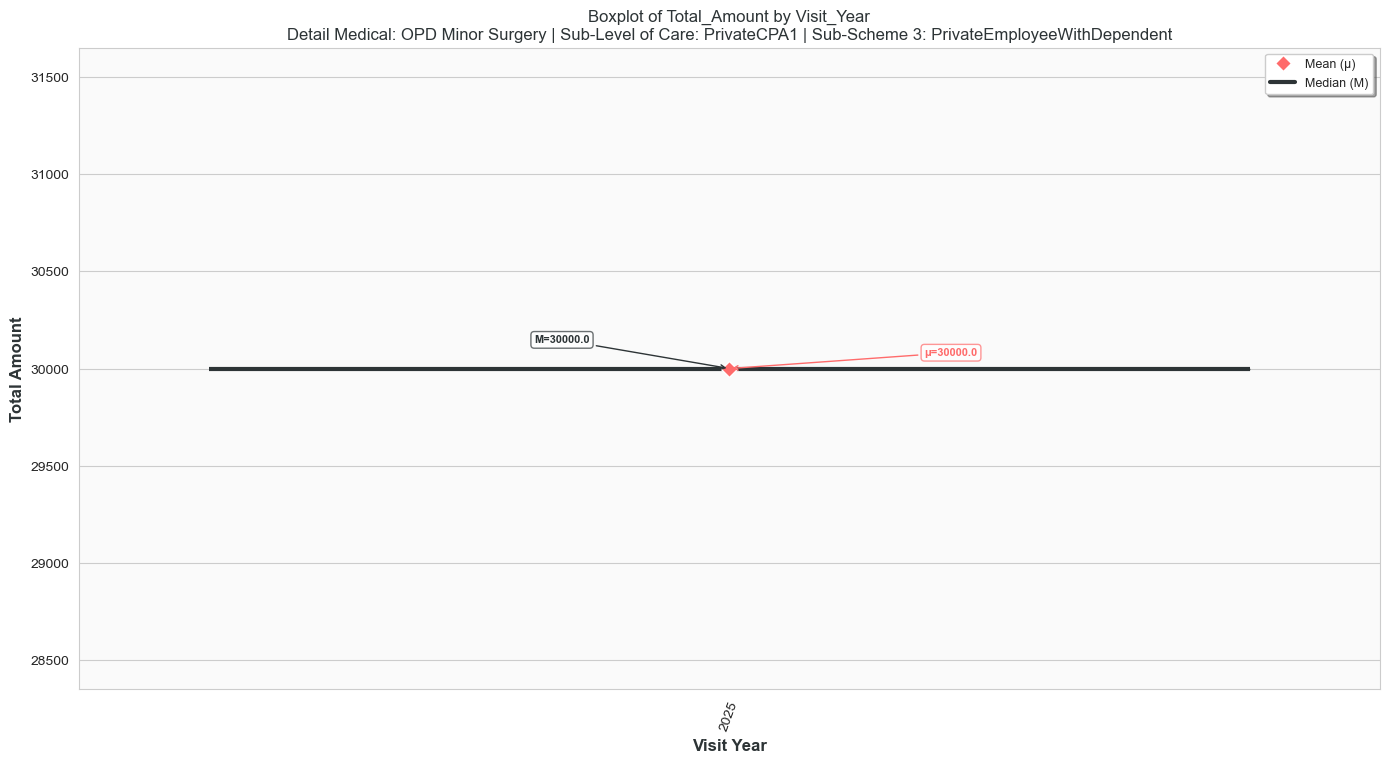 Boxplot of Total_Amount by Visit_Year
Detail Medical: OPD Minor Surgery | Sub-Level of Care: PrivateCPA1 | Sub-Scheme 3: PrivateEmployeeWithDependent
Mean (μ)
Median (M)
Total Amount
31500
31000
30500
30000
29500
29000
28500
M=30000.0
μ=30000.0
2025
Visit Year